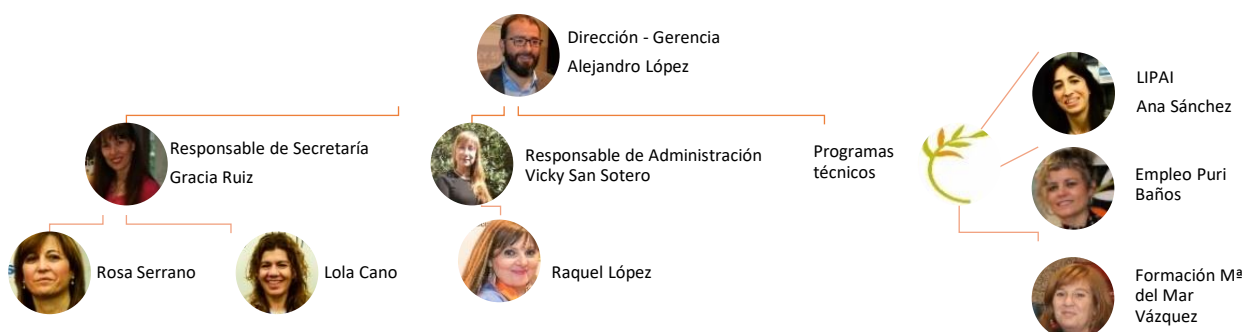 Dirección - Gerencia
Alejandro López
LIPAI
Ana Sánchez
Responsable de Secretaría
Gracia Ruiz
Responsable de Administración
Vicky San Sotero
Programas
técnicos
Empleo Puri
Baños
Rosa Serrano
Lola Cano
Raquel López
Formación Mª
del Mar
Vázquez